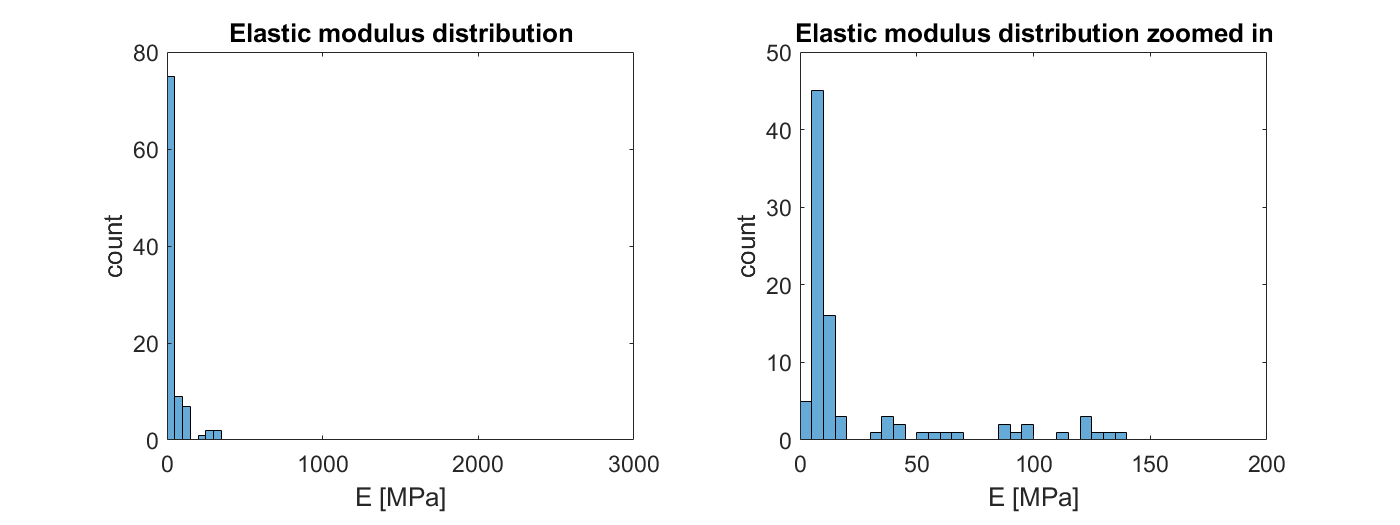 Elastic modulus distribution
80
60
40
20
0
count
0 1000 2000 3000
E [MPa]
Elastic modulus distribution zoomed in
50
40
30
20
10
0
count
0 50 100 150 200
E [MPa]